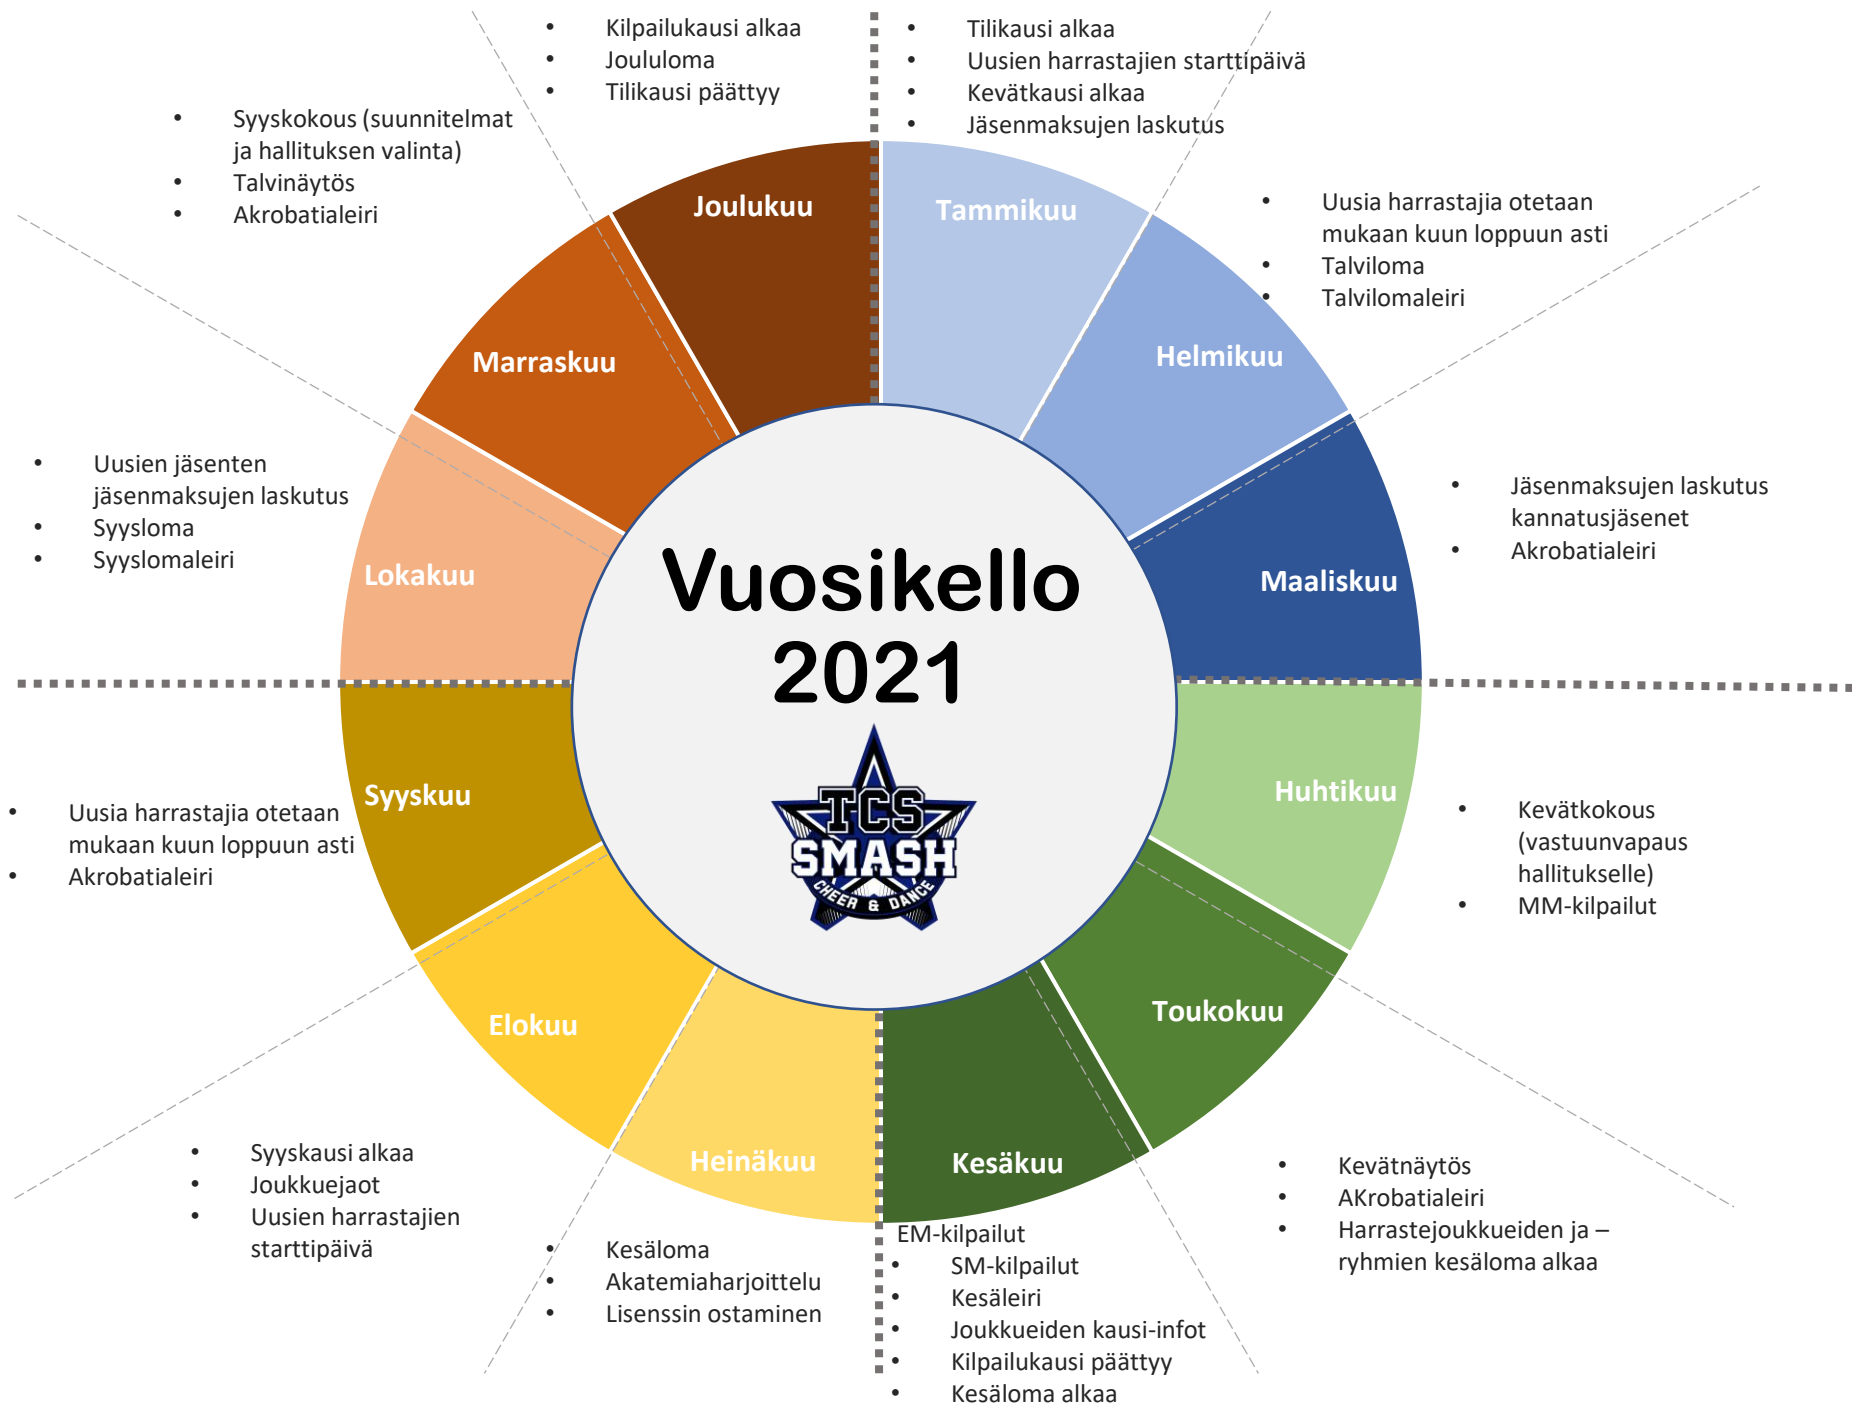 Vuosikello
2021
TCS
SMASH
CHEER & DANCE
Tammikuu
• Tilikausi alkaa
• Uusien harrastajien starttipäivä
• Kevätkausi alkaa
• Jäsenmaksujen laskutus
Helmikuu
• Uusia harrastajia otetaan
mukaan kuun loppuun asti
• Talviloma
• Talvilomaleiri
Maaliskuu
• Jäsenmaksujen laskutus
kannatusjäsenet
• Akrobatialeiri
Huhtikuu
• Kevätkokous
(vastuunvapaus
hallitukselle)
• MM-kilpailut
Toukokuu
• Kevätnäytös
• AKrobatialeiri
• Harrastejoukkueiden ja –
ryhmien kesäloma alkaa
Kesäkuu
EM-kilpailut
• SM-kilpailut
• Kesäleiri
• Joukkueiden kausi-infot
• Kilpailukausi päättyy
• Kesäloma alkaa
Heinäkuu
• Kesäloma
• Akatemiaharjoittelu
• Lisenssin ostaminen
Elokuu
• Syyskausi alkaa
• Joukkuejaot
• Uusien harrastajien
starttipäivä
Syyskuu
• Uusia harrastajia otetaan
mukaan kuun loppuun asti
• Akrobatialeiri
Lokakuu
• Uusien jäsenten
jäsenmaksujen laskutus
• Syysloma
• Syyslomaleiri
Marraskuu
• Syyskokous (suunnitelmat
ja hallituksen valinta)
• Talvinäytös
• Akrobatialeiri
Joulukuu
• Kilpailukausi alkaa
• Joululoma
• Tilikausi päättyy